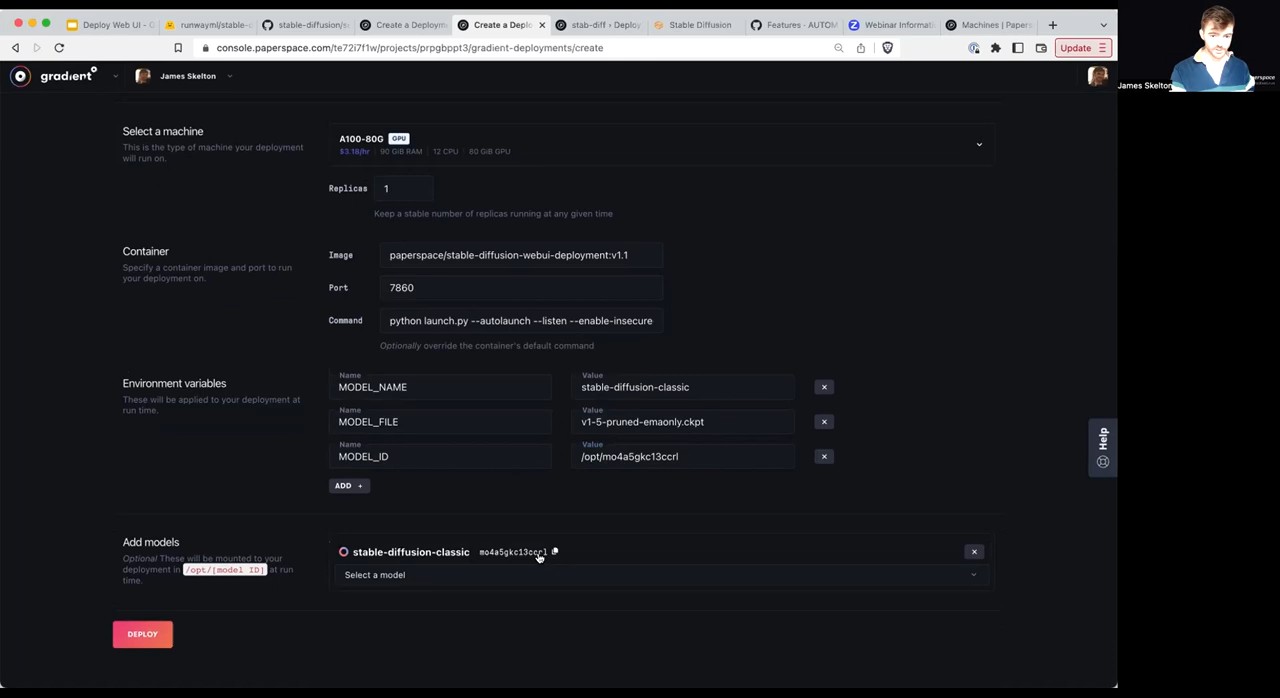 Deploy Web UI - G
runwayml/stable-d
stable-diffusion/s
Create a Deploym
Create a Deplo
stab-diff › Deploy
Stable Diffusion
Features · AUTOM
Webinar Informati
Machines | Papers
console.paperspace.com/te72i7f1w/projects/prpgbppt3/gradient-deployments/create
Update
gradient
James Skelton
James Skelton
Select a machine
This is the type of machine your deployment
will run on.
A100-80G GPU
$3.18/hr 90 GiB RAM 12 CPU 80 GiB GPU
Replicas 1
Keep a stable number of replicas running at any given time
Container
Specify a container image and port to run
your deployment on.
Image paperspace/stable-diffusion-webui-deployment:v1.1
Port 7860
Command python launch.py --autolaunch --listen --enable-insecure
Optionally override the container's default command
Environment variables
These will be applied to your deployment at
run time.
Name Value
MODEL_NAME stable-diffusion-classic
Name Value
MODEL_FILE v1-5-pruned-emaonly.ckpt
Name Value
MODEL_ID /opt/mo4a5gkc13ccrl
ADD +
Help
Add models
Optional These will be mounted to your
deployment in /opt/[model ID] at run
time.
stable-diffusion-classic mo4a5gkc13ccrl
Select a model
DEPLOY